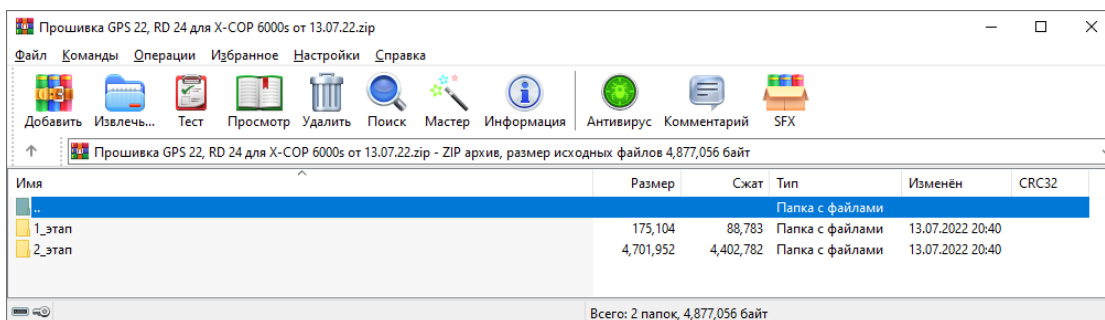 Прошивка GPS 22, RD 24 для X-COP 6000s от 13.07.22.zip
Файл Команды Операции Избранное Настройки Справка
Добавить Извлечь... Тест Просмотр Удалить Поиск Мастер Информация Антивирус Комментарий SFX
Прошивка GPS 22, RD 24 для X-COP 6000s от 13.07.22.zip - ZIP архив, размер исходных файлов 4,877,056 байт
Имя Размер Сжат Тип Изменён CRC32
.. Папка с файлами
1_этап 175,104 88,783 Папка с файлами 13.07.2022 20:40
2_этап 4,701,952 4,402,782 Папка с файлами 13.07.2022 20:40
Всего: 2 папок, 4,877,056 байт